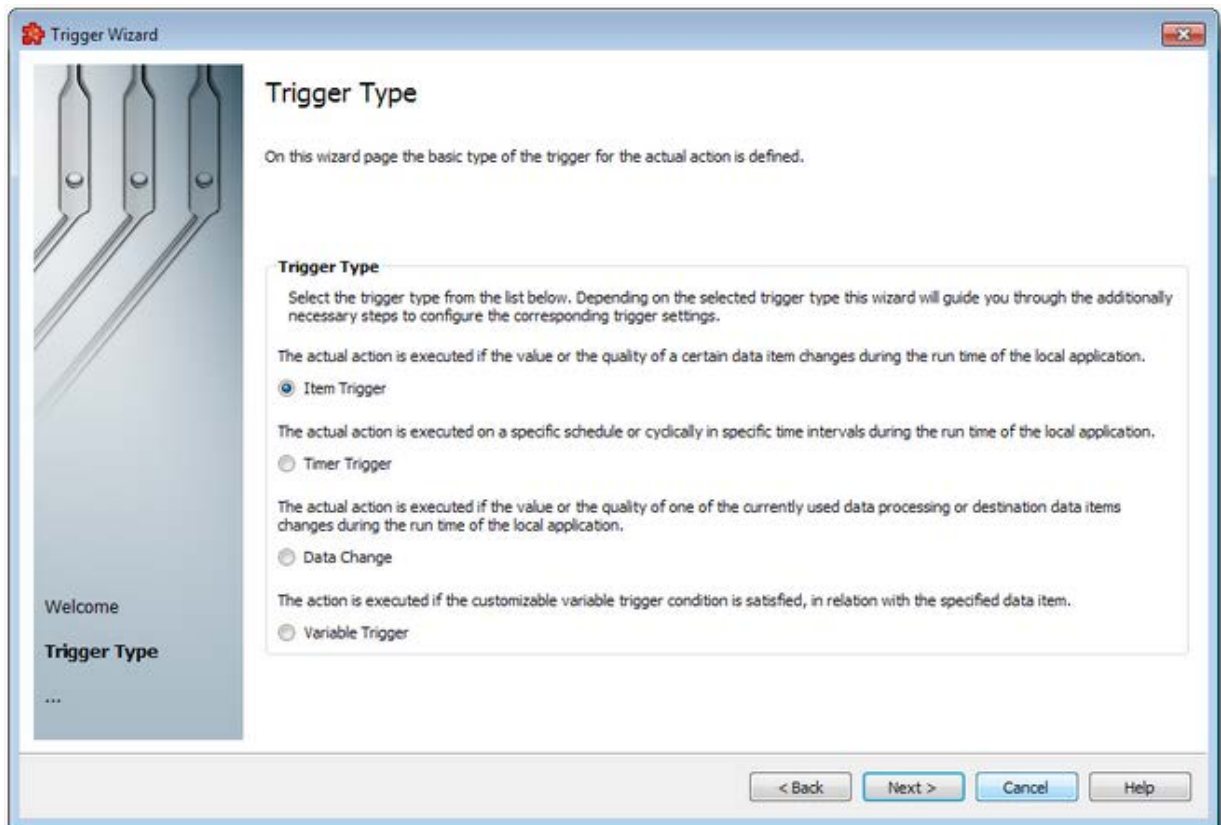 Trigger Wizard
Trigger Type
On this wizard page the basic type of the trigger for the actual action is defined.
Trigger Type
Select the trigger type from the list below. Depending on the selected trigger type this wizard will guide you through the additionally
necessary steps to configure the corresponding trigger settings.
The actual action is executed if the value or the quality of a certain data item changes during the run time of the local application.
Item Trigger
The actual action is executed on a specific schedule or cyclically in specific time intervals during the run time of the local application.
Timer Trigger
The actual action is executed if the value or the quality of one of the currently used data processing or destination data items
changes during the run time of the local application.
Data Change
The action is executed if the customizable variable trigger condition is satisfied, in relation with the specified data item.
Variable Trigger
Welcome
Trigger Type
...
< Back
Next >
Cancel
Help